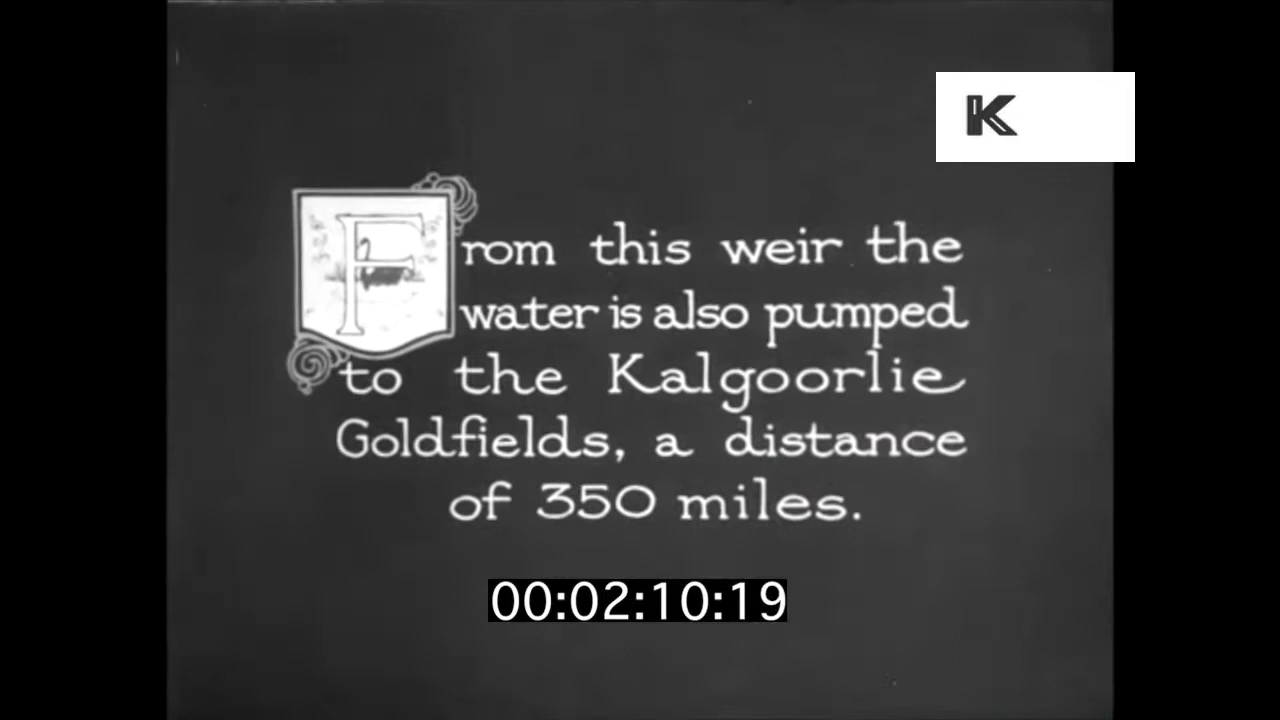 K
From this weir the
water is also pumped
to the Kalgoorlie
Goldfields, a distance
of 350 miles.
00:02:10:19